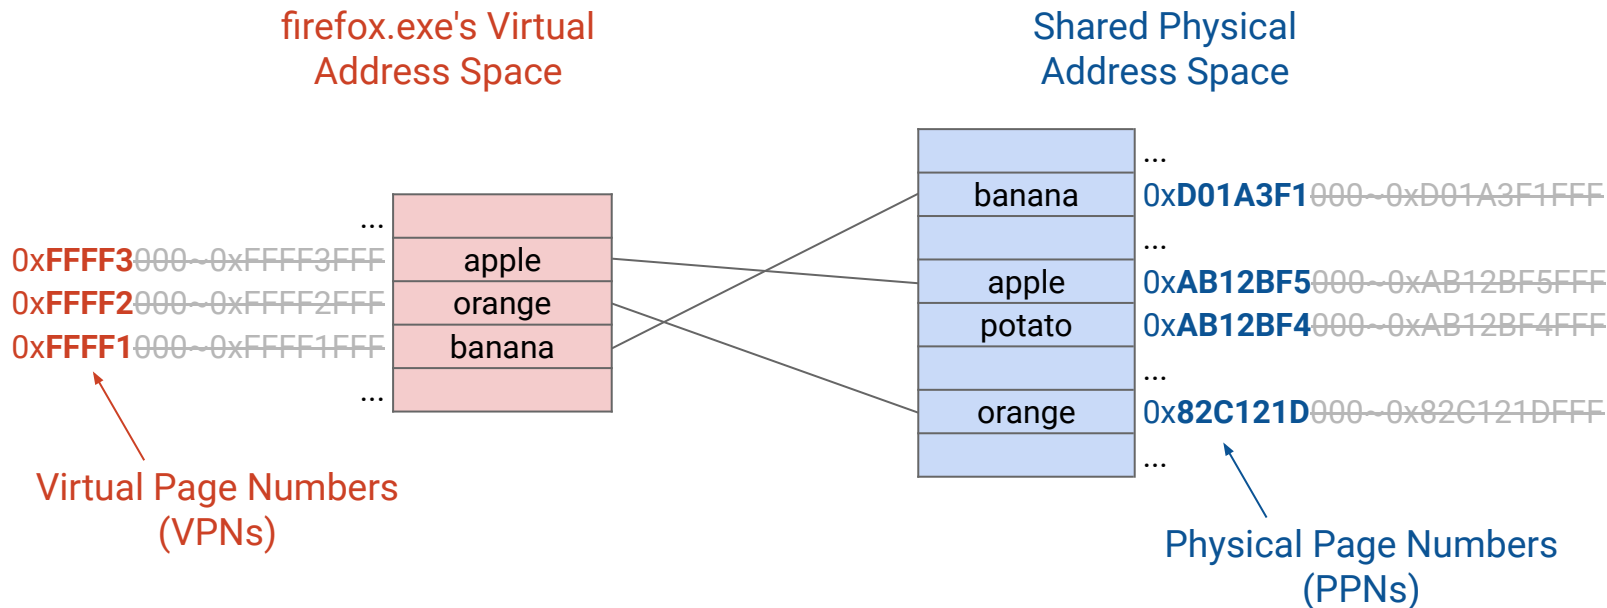 firefox.exe's Virtual
Address Space
...
0xFFFF3000~0xFFFF3FFF apple
0xFFFF2000~0xFFFF2FFF orange
0xFFFF1000~0xFFFF1FFF banana
...
Virtual Page Numbers
(VPNs)
Shared Physical
Address Space
...
banana 0xD01A3F1000~0xD01A3F1FFF
...
apple 0xAB12BF5000~0xAB12BF5FFF
potato 0xAB12BF4000~0xAB12BF4FFF
...
orange 0x82C121D000~0x82C121DFFF
...
Physical Page Numbers
(PPNs)